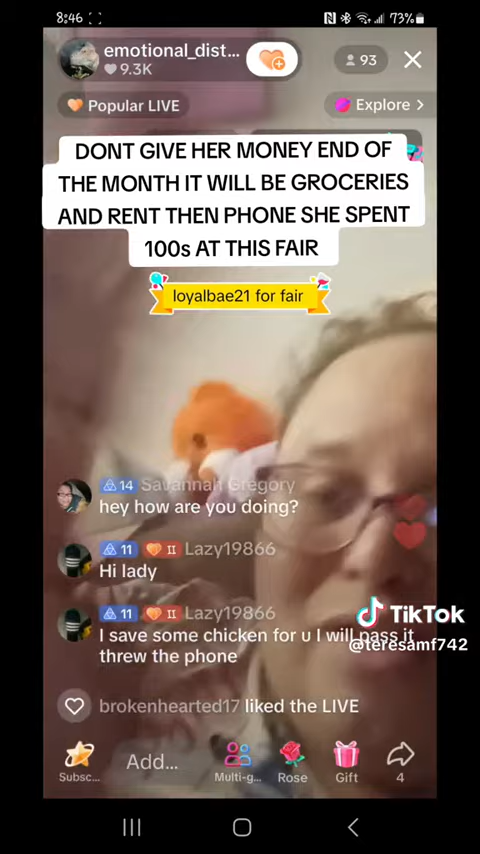 8:46
73%
emotional_dist...
9.3K
93
Popular LIVE
Explore >
DONT GIVE HER MONEY END OF
THE MONTH IT WILL BE GROCERIES
AND RENT THEN PHONE SHE SPENT
100s AT THIS FAIR
loyalbae21 for fair
14 Savannah Gregory
hey how are you doing?
11 II Lazy19866
Hi lady
11 II Lazy19866
I save some chicken for u I will pass it
threw the phone
TikTok
@teresamf742
brokenhearted17 liked the LIVE
Subsc...
Add...
Multi-g...
Rose
Gift
4